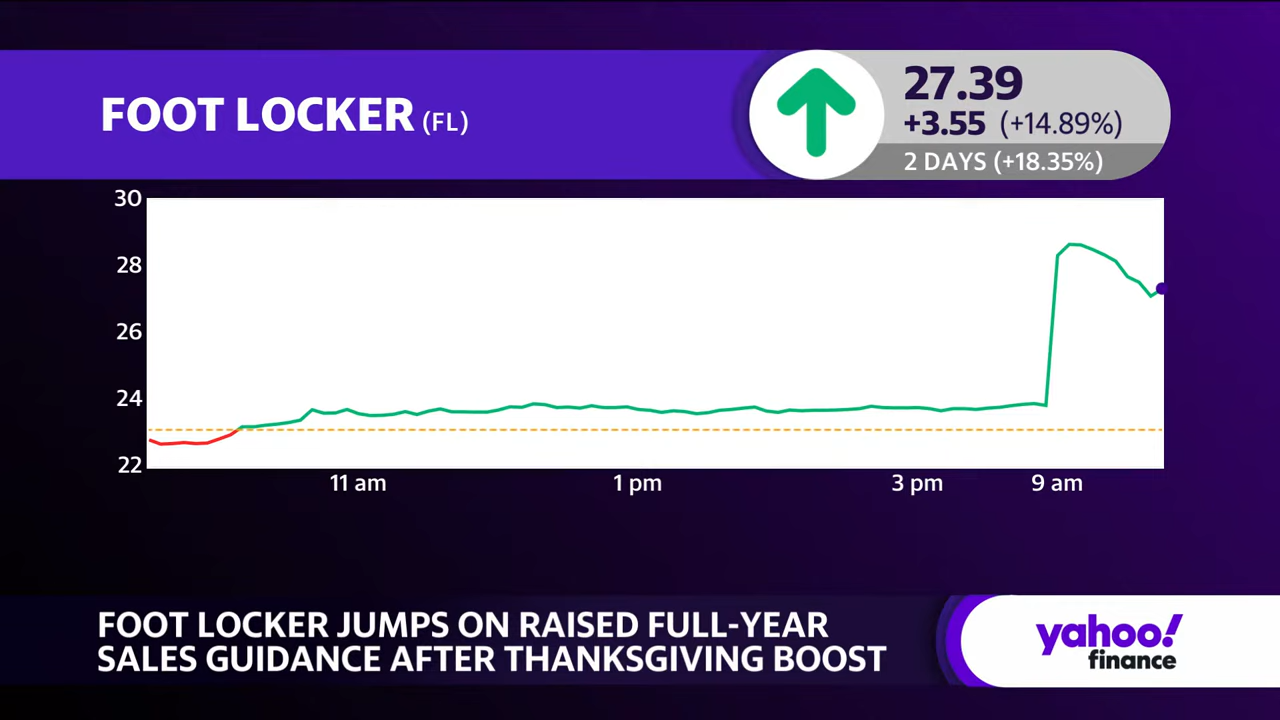 FOOT LOCKER (FL)
27.39
+3.55 (+14.89%)
2 DAYS (+18.35%)
30
28
26
24
22
11 am
1 pm
3 pm
9 am
FOOT LOCKER JUMPS ON RAISED FULL-YEAR
SALES GUIDANCE AFTER THANKSGIVING BOOST
yahoo!
finance